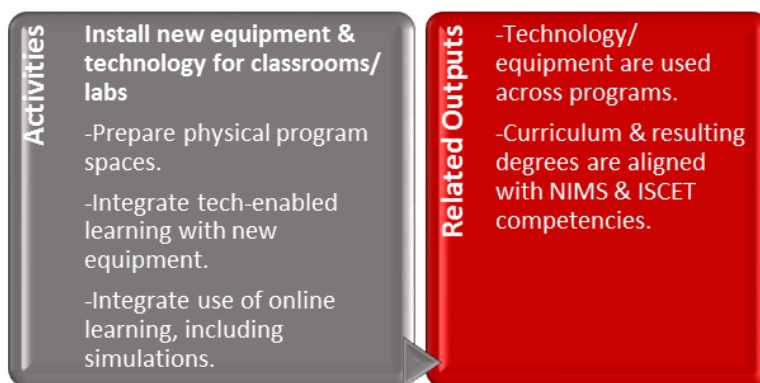 Activities
Install new equipment &
technology for classrooms/
labs
-Prepare physical program
spaces.
-Integrate tech-enabled
learning with new
equipment.
-Integrate use of online
learning, including
simulations.
Related Outputs
-Technology/
equipment are used
across programs.
-Curriculum & resulting
degrees are aligned
with NIMS & ISCET
competencies.